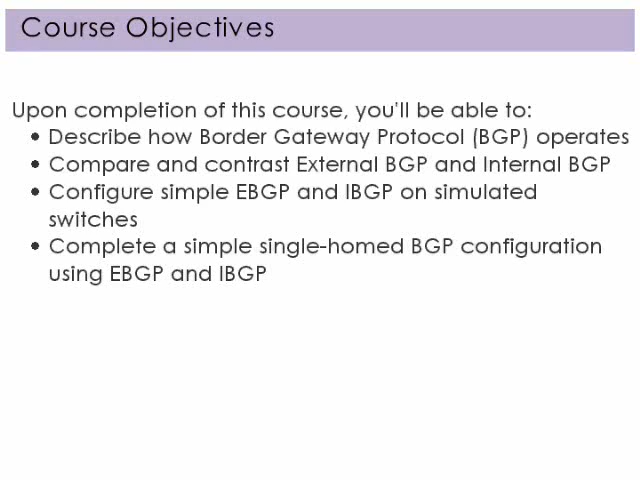 Course Objectives
Upon completion of this course, you'll be able to:
• Describe how Border Gateway Protocol (BGP) operates
• Compare and contrast External BGP and Internal BGP
• Configure simple EBGP and IBGP on simulated
switches
• Complete a simple single-homed BGP configuration
using EBGP and IBGP